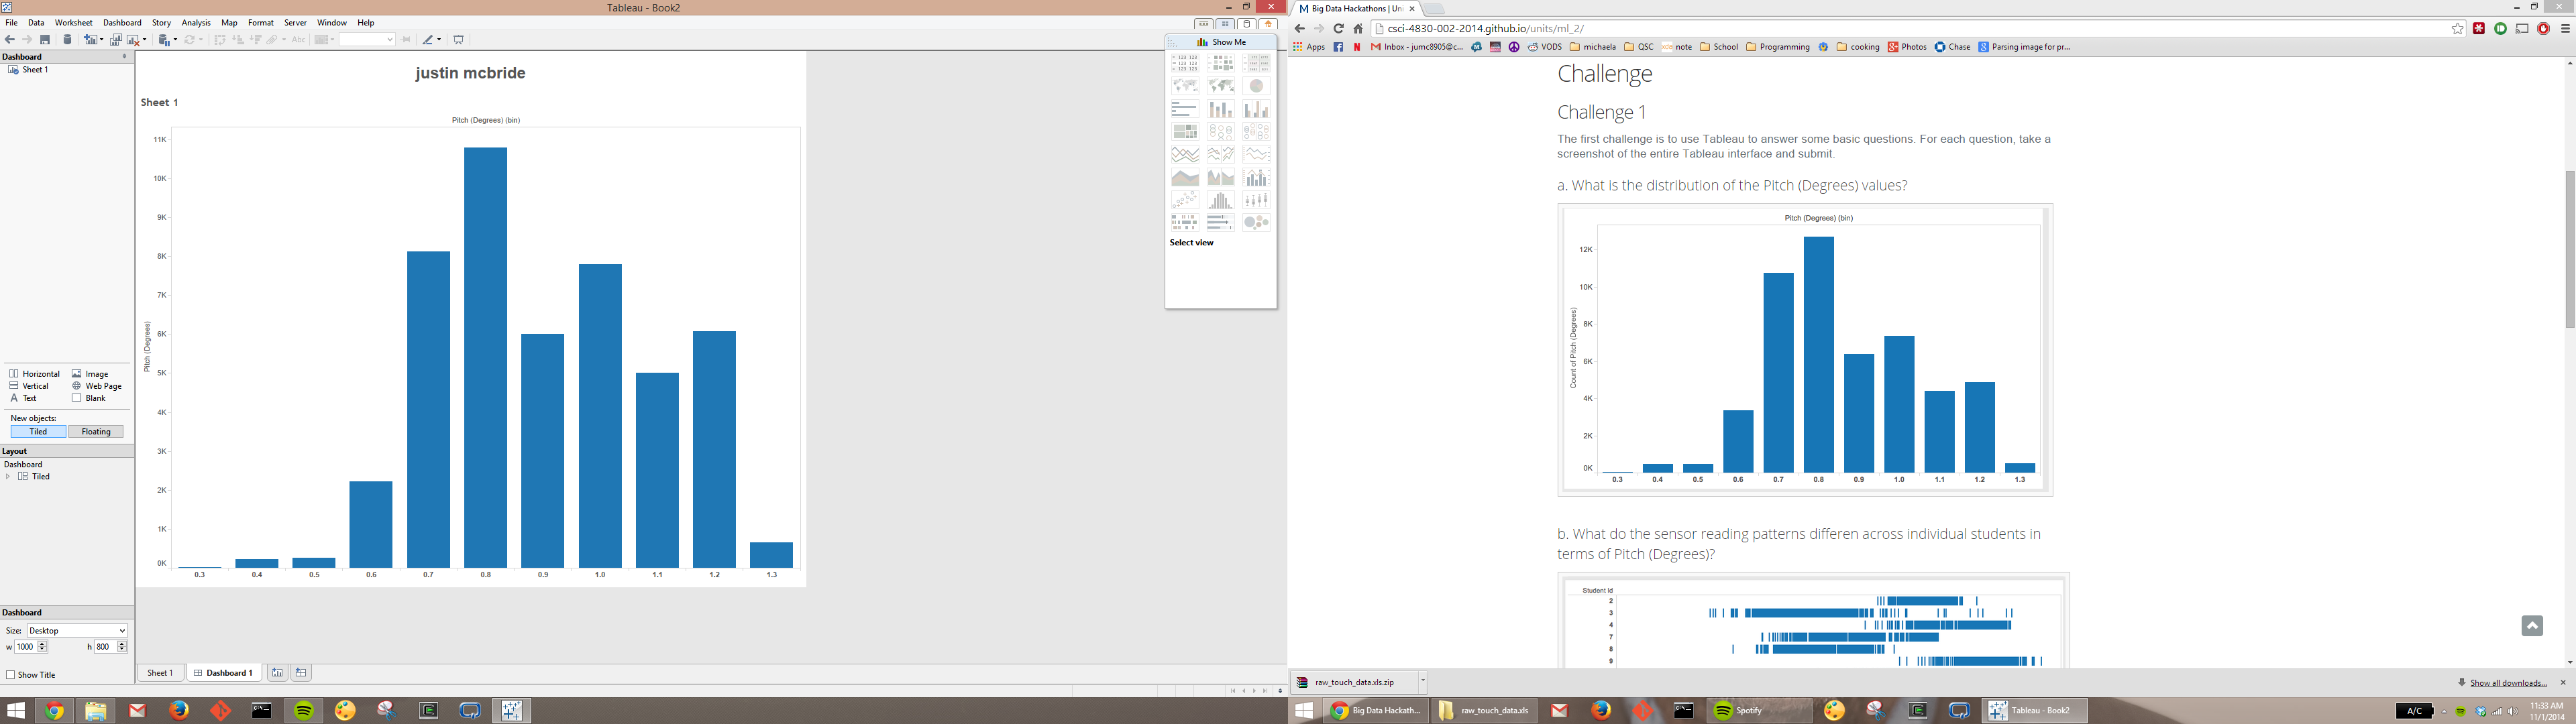 Tableau - Book2
File Data Worksheet Dashboard Story Analysis Map Format Server Window Help
Abc
Dashboard
Sheet 1
Horizontal Image
Vertical Web Page
A Text Blank
New objects:
Tiled Floating
Layout
Dashboard
Tiled
Dashboard
Size: Desktop
w 1000 h 800
Show Title
justin mcbride
Sheet 1
Pitch (Degrees) (bin)
Pitch (Degrees)
11K
10K
9K
8K
7K
6K
5K
4K
3K
2K
1K
0K
0.3 0.4 0.5 0.6 0.7 0.8 0.9 1.0 1.1 1.2 1.3
Sheet 1 Dashboard 1
Show Me
Select view
Big Data Hackathons | Uni
csci-4830-002-2014.github.io/units/ml_2/
Apps Inbox - jumc8905@c... VODS michaela QSC note School Programming cooking Photos Chase Parsing image for pr...
Challenge
Challenge 1
The first challenge is to use Tableau to answer some basic questions. For each question, take a
screenshot of the entire Tableau interface and submit.
a. What is the distribution of the Pitch (Degrees) values?
Pitch (Degrees) (bin)
Count of Pitch (Degrees)
12K
10K
8K
6K
4K
2K
0K
0.3 0.4 0.5 0.6 0.7 0.8 0.9 1.0 1.1 1.2 1.3
b. What do the sensor reading patterns differen across individual students in
terms of Pitch (Degrees)?
Student Id
2
3
4
7
8
9
raw_touch_data.xls.zip
Show all downloads...
Big Data Hackath...
raw_touch_data.xls
Spotify
Tableau - Book2
A/C
11:33 AM
11/1/2014